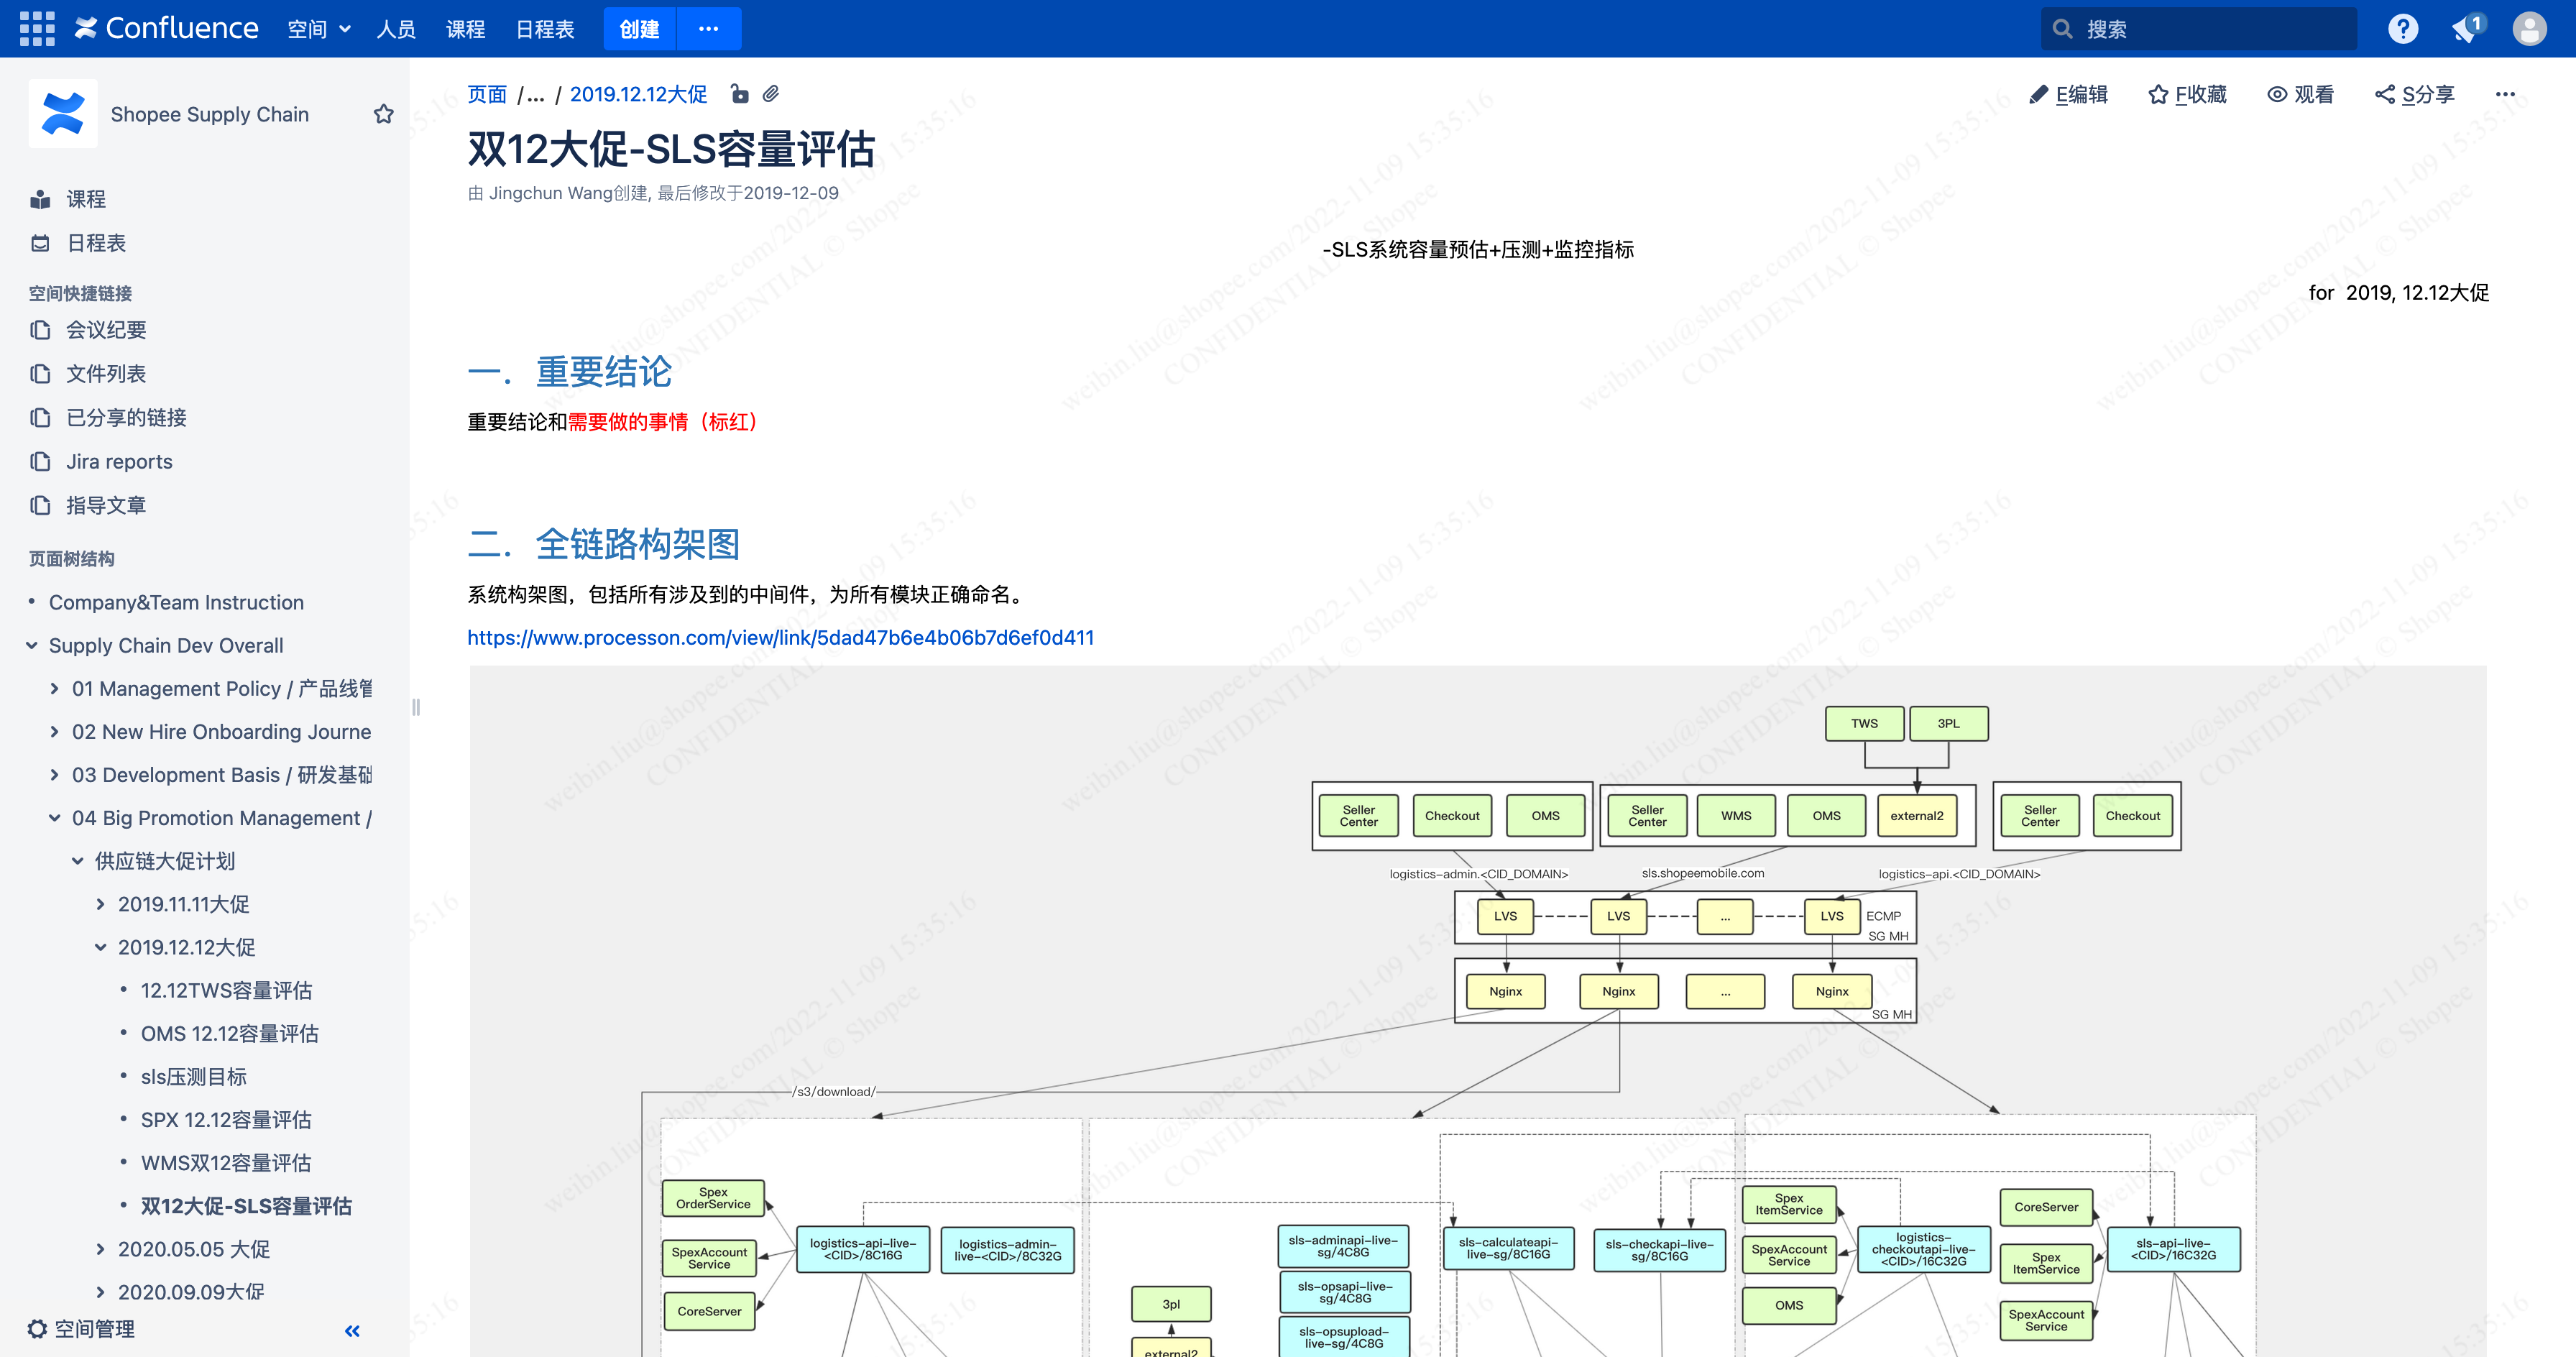 Confluence 空间 人员 课程 日程表 创建 ··· 搜索 1
Shopee Supply Chain
课程
日程表
空间快捷链接
会议纪要
文件列表
已分享的链接
Jira reports
指导文章
页面树结构
Company&Team Instruction
Supply Chain Dev Overall
01 Management Policy / 产品线管
02 New Hire Onboarding Journe
03 Development Basis / 研发基础
04 Big Promotion Management /
供应链大促计划
2019.11.11大促
2019.12.12大促
12.12TWS容量评估
OMS 12.12容量评估
sls压测目标
SPX 12.12容量评估
WMS双12容量评估
双12大促-SLS容量评估
2020.05.05 大促
2020.09.09大促
空间管理
页面 /... / 2019.12.12大促
E编辑 F收藏 观看 S分享 ···
双12大促-SLS容量评估
由 Jingchun Wang创建, 最后修改于2019-12-09
-SLS系统容量预估+压测+监控指标
for 2019, 12.12大促
一. 重要结论
重要结论和需要做的事情（标红）
二. 全链路构架图
系统构架图，包括所有涉及到的中间件，为所有模块正确命名。
https://www.processon.com/view/link/5dad47b6e4b06b7d6ef0d411
TWS 3PL
Seller Center Checkout OMS
Seller Center WMS OMS external2
Seller Center Checkout
logistics-admin.<CID_DOMAIN> sls.shopeemobile.com logistics-api.<CID_DOMAIN>
LVS LVS ... LVS ECMP
SG MH
Nginx Nginx ... Nginx
SG MH
/s3/download/
Spex
OrderService
SpexAccount
Service
CoreServer
logistics-api-live-
<CID>/8C16G
logistics-admin-
live-<CID>/8C32G
3pl
external2
sls-adminapi-live-
sg/4C8G
sls-opsapi-live-
sg/4C8G
sls-opsupload-
live-sg/4C8G
sls-calculateapi-
live-sg/8C16G
sls-checkapi-live-
sg/8C16G
Spex
ItemService
SpexAccount
Service
OMS
logistics-
checkoutapi-live-
<CID>/16C32G
CoreServer
Spex
ItemService
SpexAccount
Service
sls-api-live-
<CID>/16C32G
weibin.liu@shopee.com/2022-11-09 15:35:16
CONFIDENTIAL © Shopee